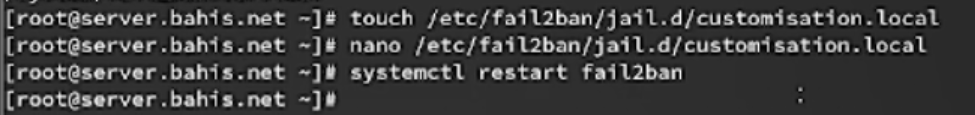 [root@server.bahis.net ~]# touch /etc/fail2ban/jail.d/customisation.local
[root@server.bahis.net ~]# nano /etc/fail2ban/jail.d/customisation.local
[root@server.bahis.net ~]# systemctl restart fail2ban
[root@server.bahis.net ~]#